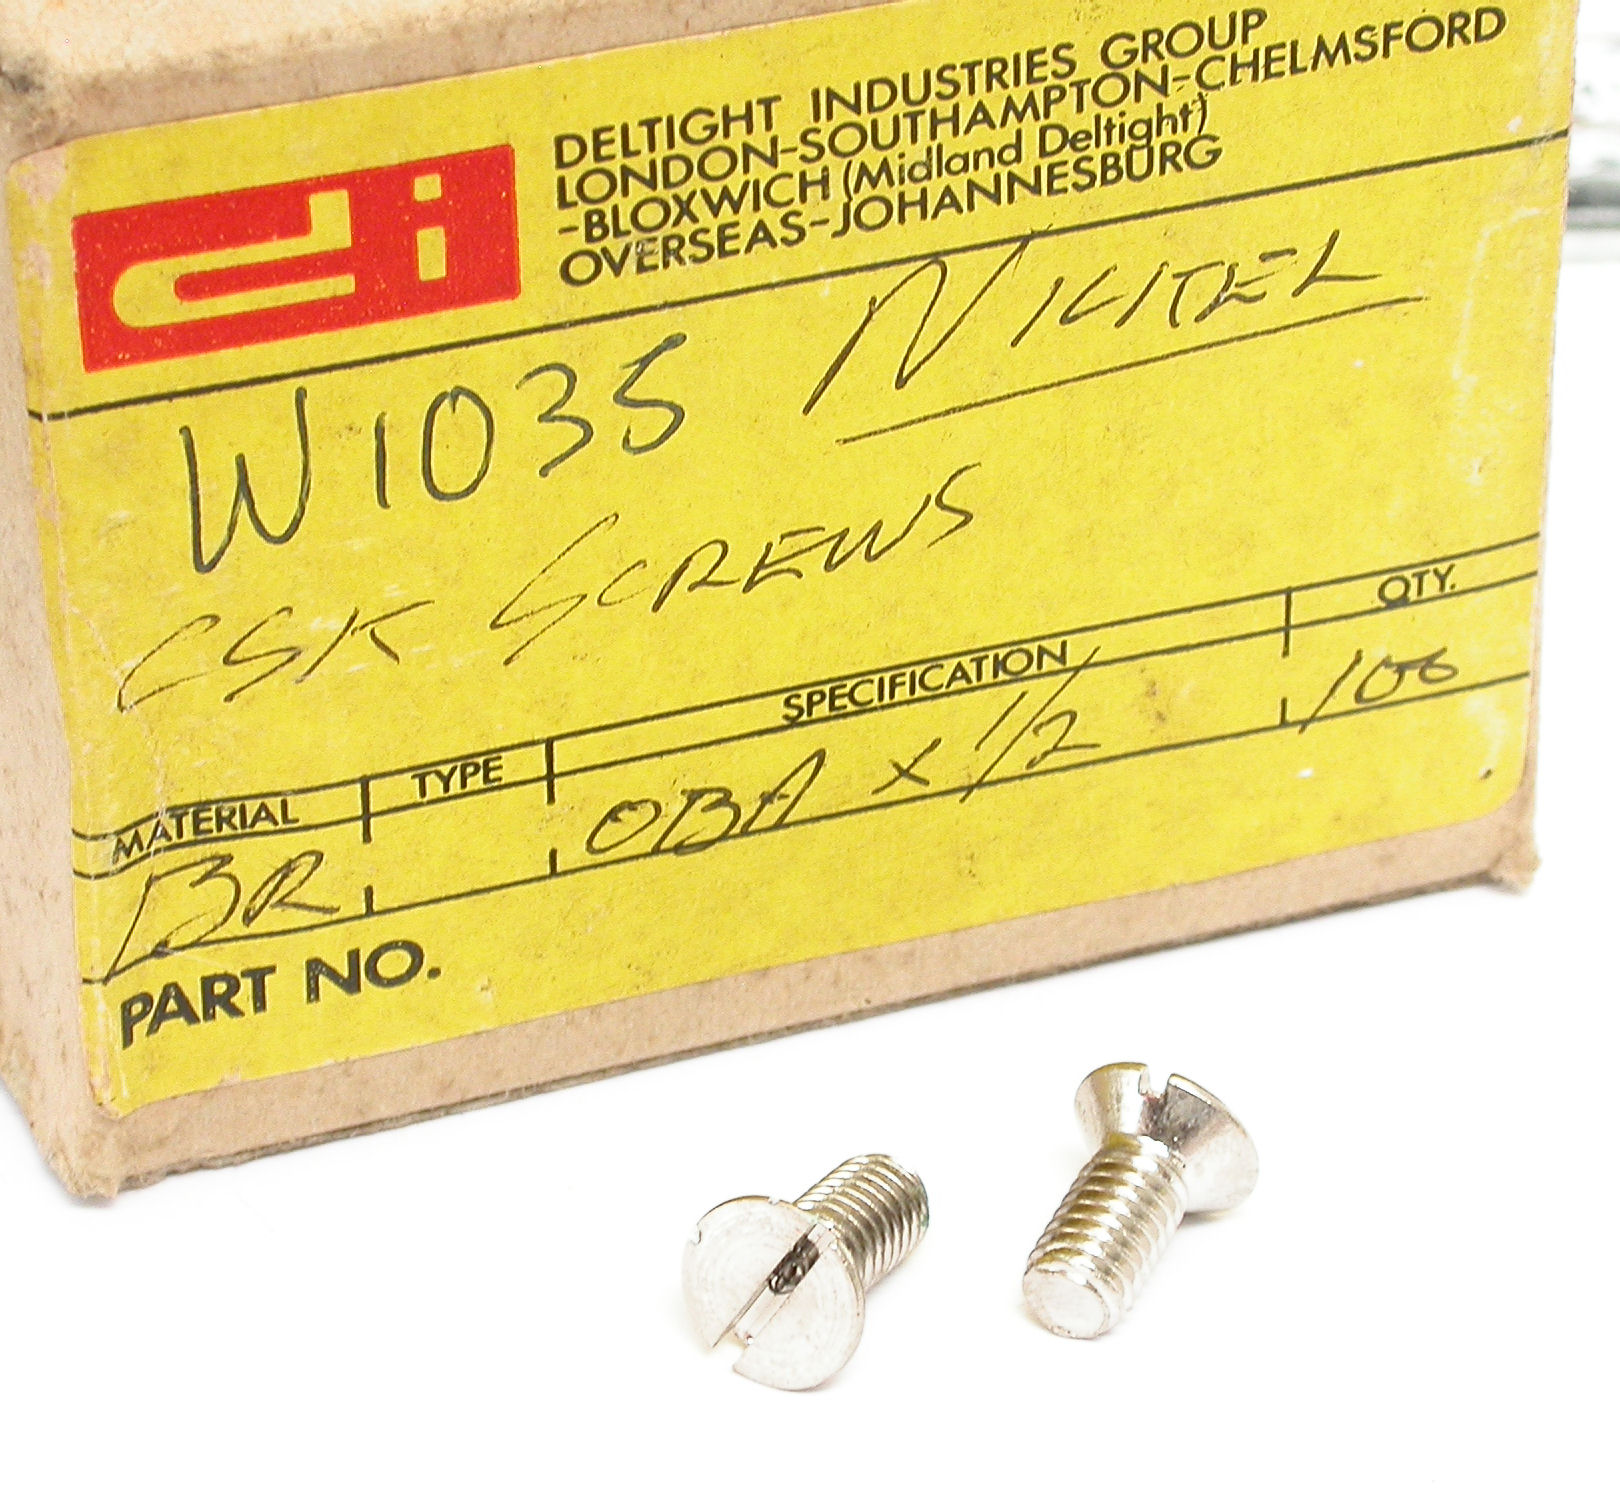 di
DELTIGHT INDUSTRIES GROUP
LONDON-SOUTHAMPTON-CHELMSFORD
-BLOXWICH (Midland Deltight)
OVERSEAS-JOHANNESBURG
W1035 NICKEL
CSK SCREWS
MATERIAL TYPE SPECIFICATION QTY.
BR OBA x 1/2 100
PART NO.